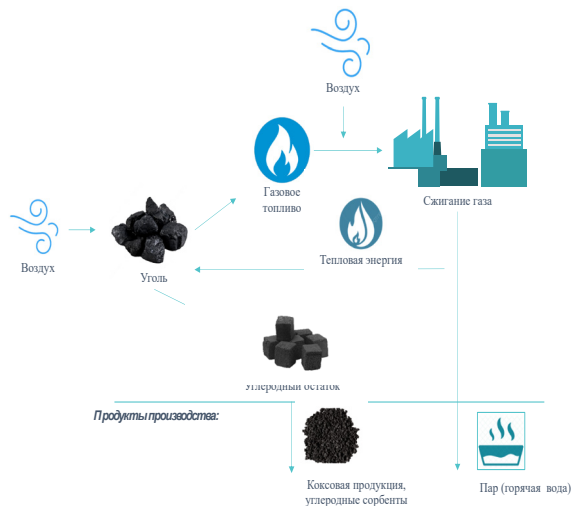 Воздух
Газовое
топливо
Сжигание газа
Воздух
Уголь
Тепловая энергия
Углеродный остаток
Продукты производства:
Коксовая продукция,
углеродные сорбенты
Пар (горячая вода)